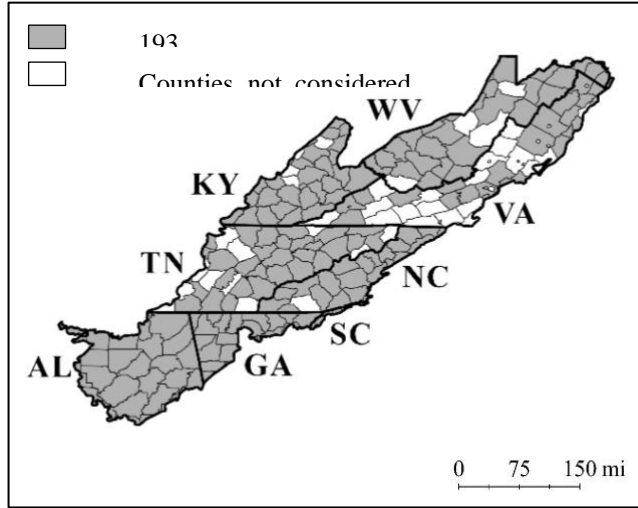 193
Counties not considered
WV
KY
VA
TN
NC
SC
AL
GA
0 75 150 mi